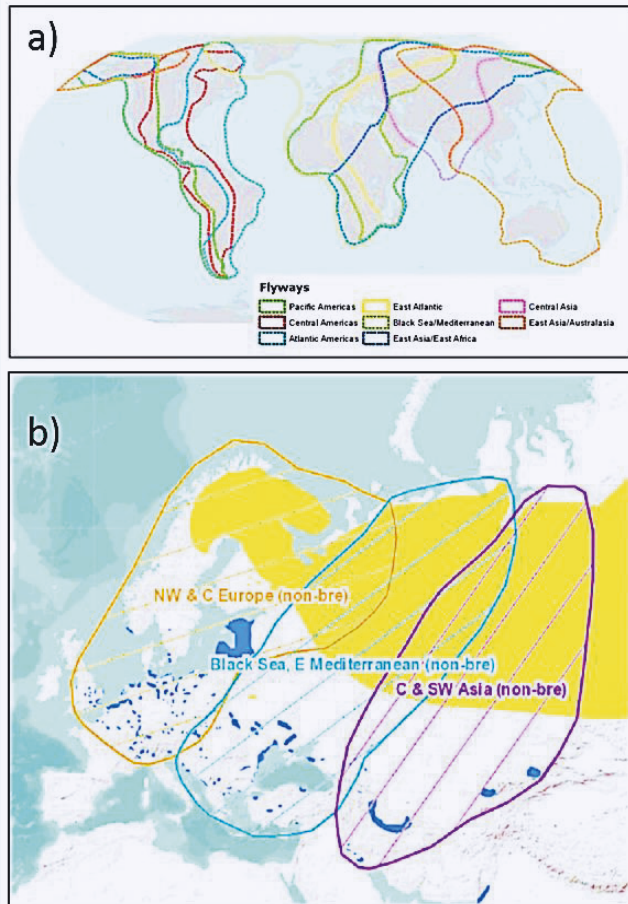 a)
Flyways
Pacific Americas
East Atlantic
Central Asia
Central Americas
Black Sea/Mediterranean
East Asia/Australasia
Atlantic Americas
East Asia/East Africa
b)
NW & C Europe (non-bre)
Black Sea, E Mediterranean (non-bre)
C & SW Asia (non-bre)